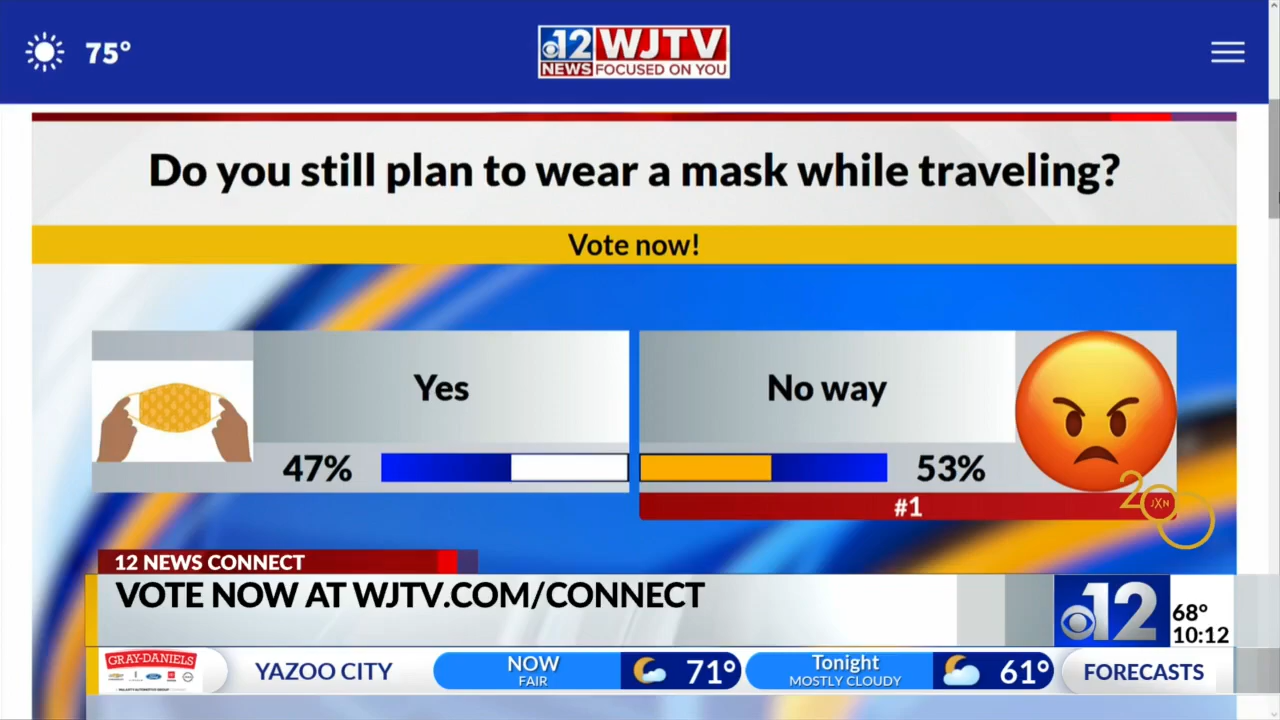 75°
12 WJTV
NEWS FOCUSED ON YOU
Do you still plan to wear a mask while traveling?
Vote now!
Yes
47%
No way
53%
#1
200
JXN
12 NEWS CONNECT
VOTE NOW AT WJTV.COM/CONNECT
12
68°
10:12
GRAY-DANIELS
YAZOO CITY
NOW
FAIR
71°
Tonight
MOSTLY CLOUDY
61°
FORECASTS